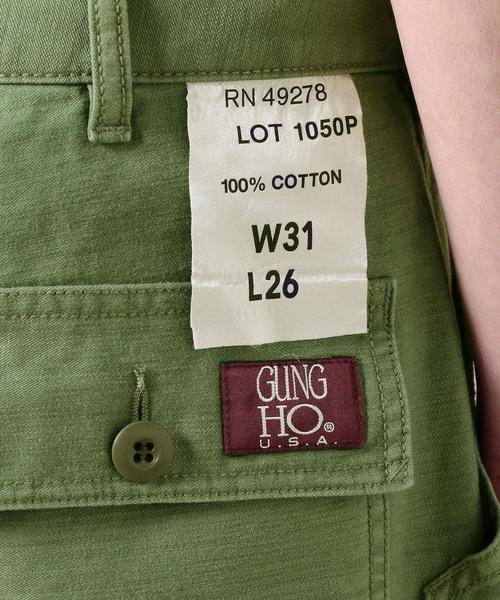 RN 49278
LOT 1050P
100% COTTON
W31
L26
GUNG
HO®
U.S.A.